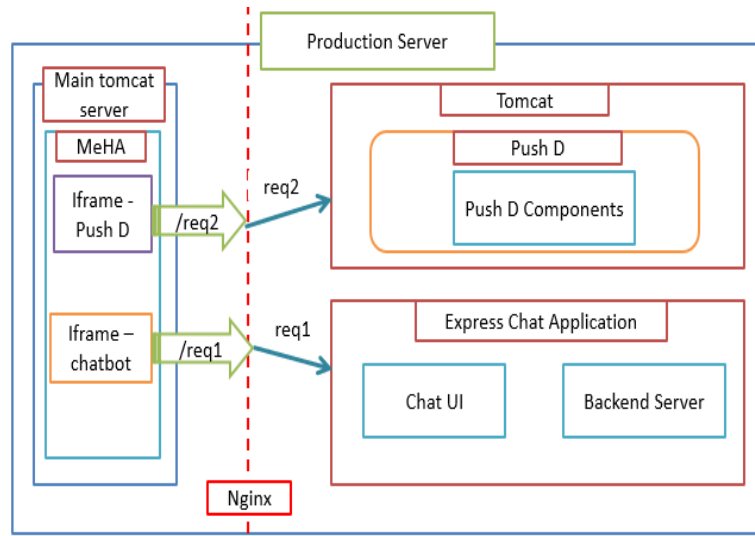 Production Server
Main tomcat
server
MeHA
Iframe -
Push D
/req2
req2
Tomcat
Push D
Push D Components
Iframe –
chatbot
/req1
req1
Express Chat Application
Chat UI
Backend Server
Nginx